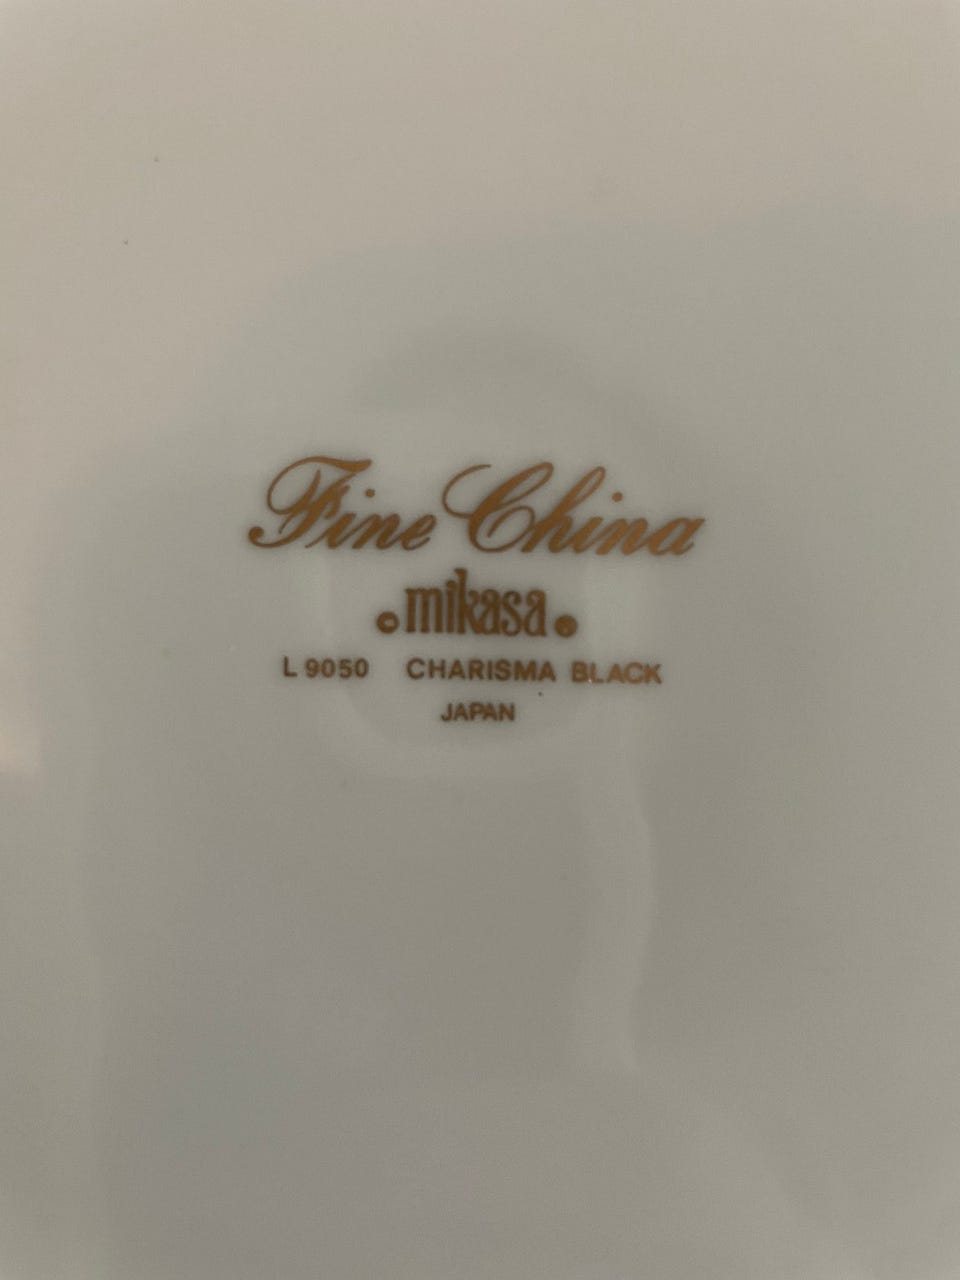 Fine China
© mikasa ®
L 9050 CHARISMA BLACK
JAPAN